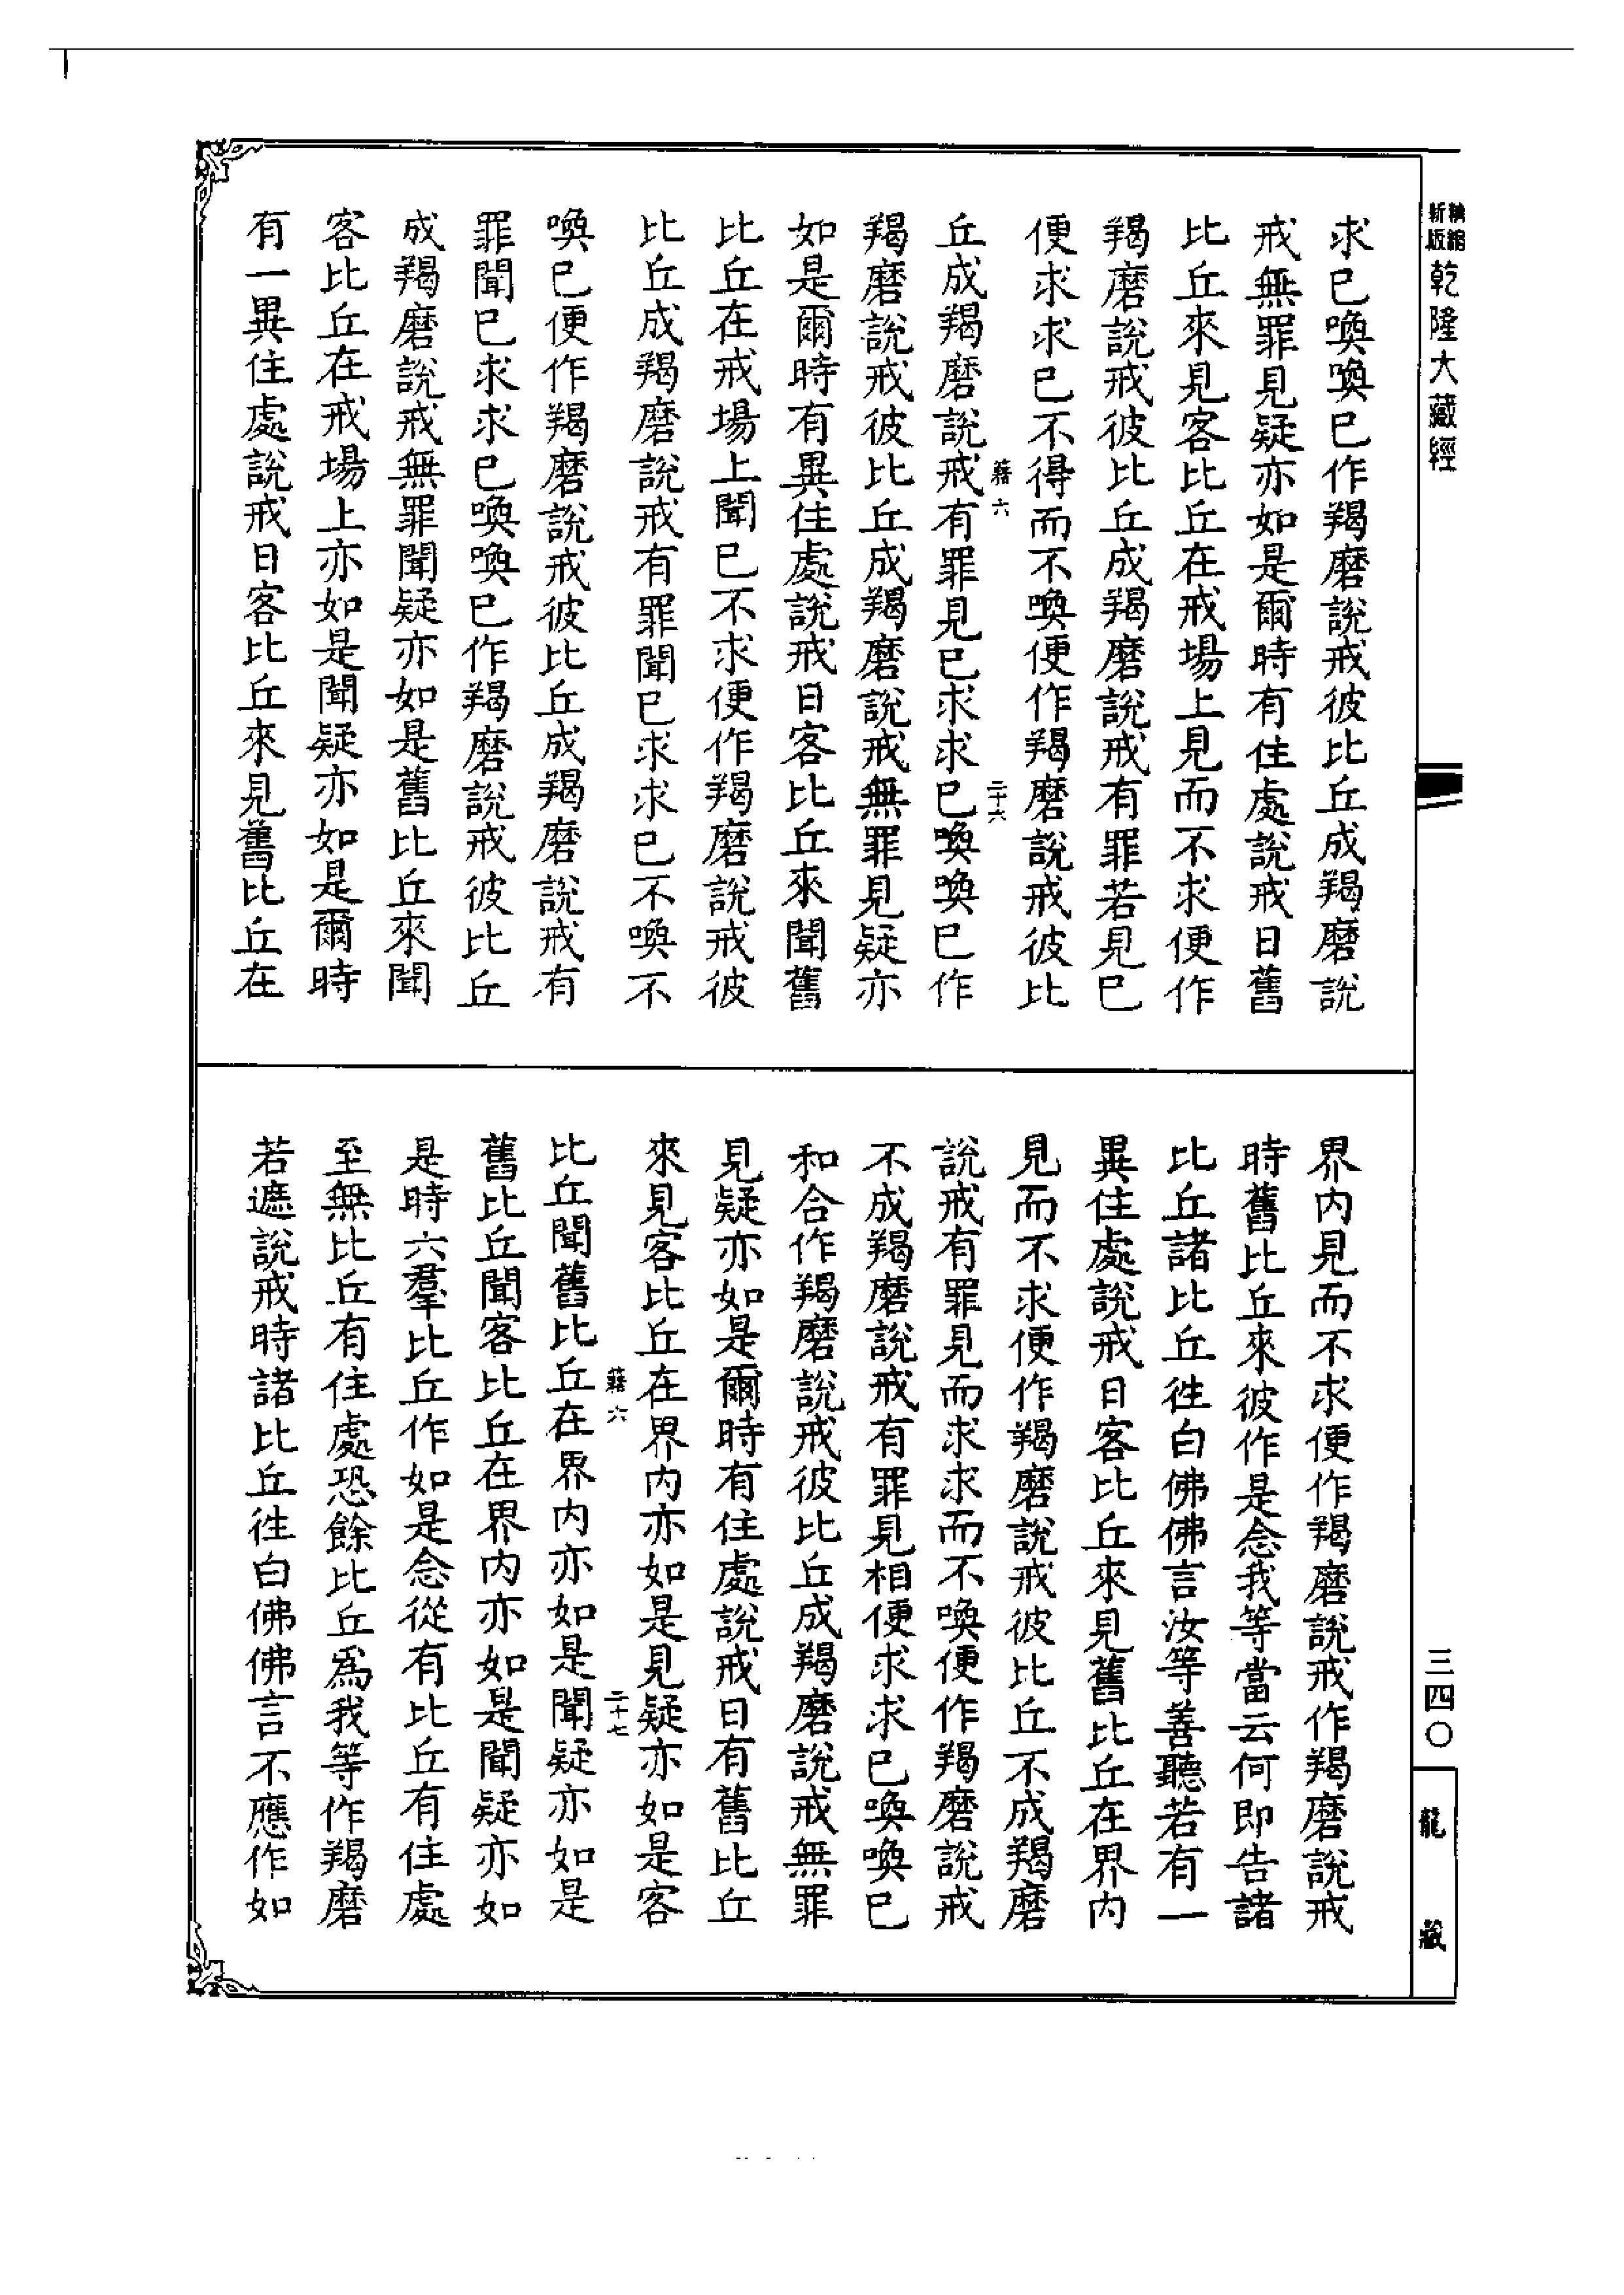 精縮新版 乾隆大藏經
求已喚喚已作羯磨說戒彼比丘成羯磨說
戒無罪見疑亦如是爾時有住處說戒日舊
比丘來見客比丘在戒場上見而不求便作
羯磨說戒彼比丘成羯磨說戒有罪若見已
便求求已不得而不喚便作羯磨說戒彼比
藉六 二十六
丘成羯磨說戒有罪見已求求已喚喚已作
羯磨說戒彼比丘成羯磨說戒無罪見疑亦
如是爾時有異住處說戒日客比丘來聞舊
比丘在戒場上聞已不求便作羯磨說戒彼
比丘成羯磨說戒有罪聞已求求已不喚不
喚已便作羯磨說戒彼比丘成羯磨說戒有
罪聞已求求已喚喚已作羯磨說戒彼比丘
成羯磨說戒無罪聞疑亦如是舊比丘來聞
客比丘在戒場上亦如是聞疑亦如是爾時
有一異住處說戒日客比丘來見舊比丘在
界內見而不求便作羯磨說戒作羯磨說戒
時舊比丘來彼作是念我等當云何即告諸
比丘諸比丘往白佛佛言汝等善聽若有一
異住處說戒日客比丘來見舊比丘在界內
見而不求便作羯磨說戒彼比丘不成羯磨
說戒有罪見而求求而不喚便作羯磨說戒
不成羯磨說戒有罪見相便求求已喚喚已
和合作羯磨說戒彼比丘成羯磨說戒無罪
見疑亦如是爾時有住處說戒日有舊比丘
來見客比丘在界內亦如是見疑亦如是客
藉六 二十七
比丘聞舊比丘在界內亦如是聞疑亦如是
舊比丘聞客比丘在界內亦如是聞疑亦如
是時六羣比丘作如是念從有比丘有住處
至無比丘有住處恐餘比丘爲我等作羯磨
若遮說戒時諸比丘往白佛佛言不應作如
三四〇
龍藏